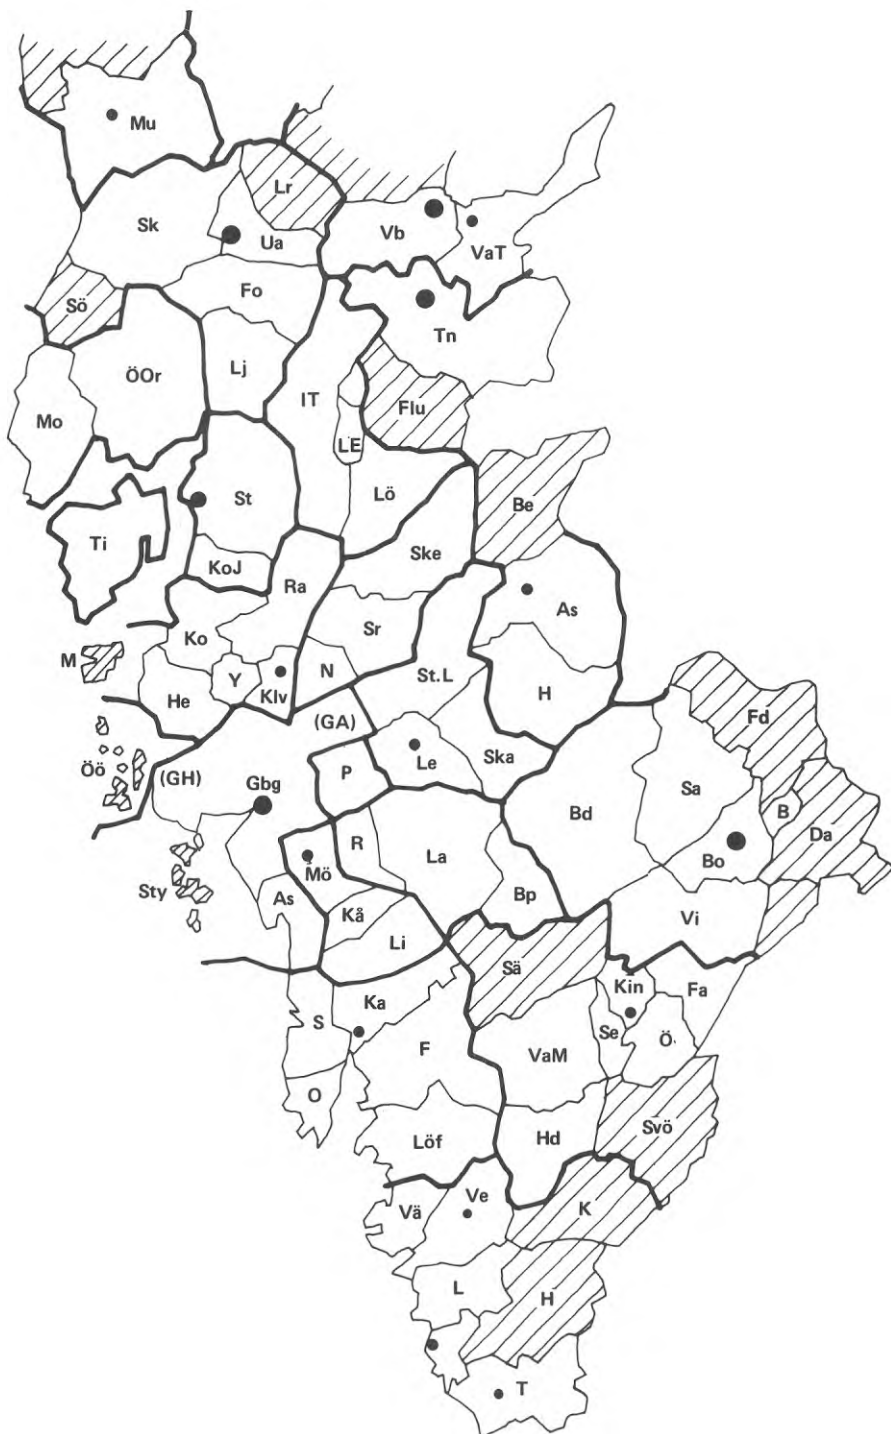 Mu
Lr
Sk
Ua
Vb
VaT
Sö
Fo
Tn
ÖOr
Lj
IT
Flu
Mo
LE
Lö
St
Be
Ti
Ske
KoJ
Ra
As
Ko
Sr
M
Y
Klv
N
St.L
H
He
(GA)
Fd
Öö
(GH)
Gbg
P
Le
Ska
Sa
Bd
B
Da
Bo
R
La
Mö
Sty
As
Bp
Kå
Vi
Li
Sä
Kin
Fa
Ka
S
F
Se
Ö
VaM
O
Löf
Hd
Svö
Vä
Ve
K
L
H
T